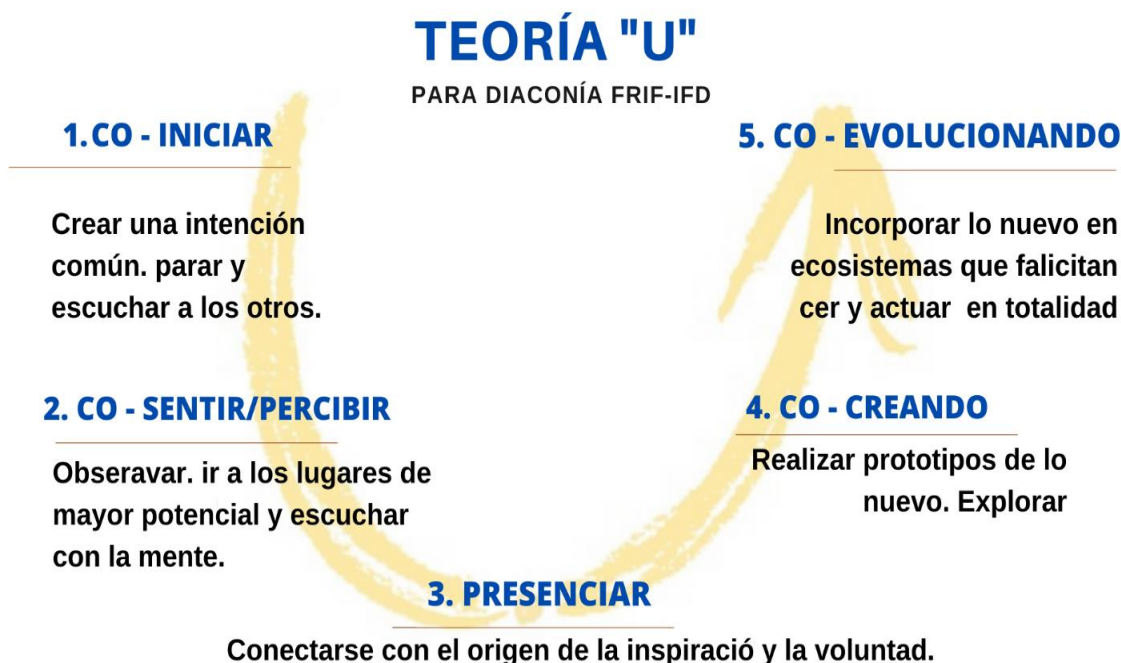 TEORÍA "U"
PARA DIACONÍA FRIF-IFD
1.CO - INICIAR
Crear una intención
común. parar y
escuchar a los otros.
2. CO - SENTIR/PERCIBIR
Obseravar. ir a los lugares de
mayor potencial y escuchar
con la mente.
3. PRESENCIAR
Conectarse con el origen de la inspiració y la voluntad.
4. CO - CREANDO
Realizar prototipos de lo
nuevo. Explorar
5. CO - EVOLUCIONANDO
Incorporar lo nuevo en
ecosistemas que falicitan
cer y actuar en totalidad